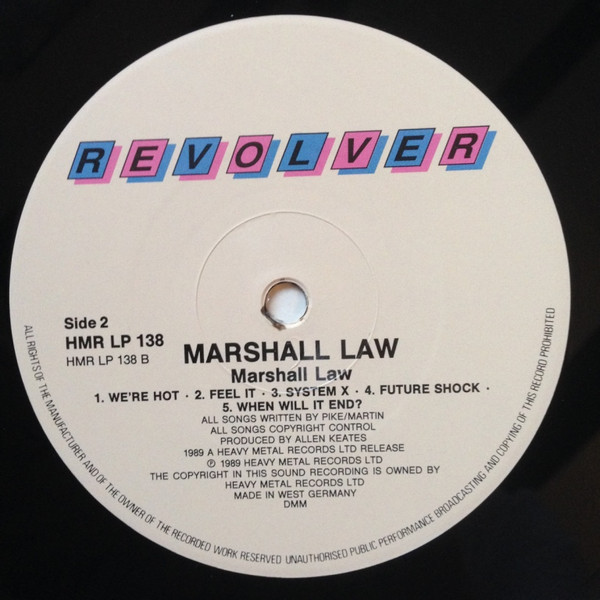 REVOLVER
Side 2
HMR LP 138
HMR LP 138 B
MARSHALL LAW
Marshall Law
1. WE'RE HOT · 2. FEEL IT · 3. SYSTEM X · 4. FUTURE SHOCK ·
5. WHEN WILL IT END?
ALL SONGS WRITTEN BY PIKE/MARTIN
ALL SONGS COPYRIGHT CONTROL
PRODUCED BY ALLEN KEATES
1989 A HEAVY METAL RECORDS LTD RELEASE
℗ 1989 HEAVY METAL RECORDS LTD
THE COPYRIGHT IN THIS SOUND RECORDING IS OWNED BY
HEAVY METAL RECORDS LTD
MADE IN WEST GERMANY
DMM
ALL RIGHTS OF THE MANUFACTURER AND OF THE OWNER OF THE RECORDED WORK RESERVED UNAUTHORISED PUBLIC PERFORMANCE BROADCASTING AND COPYING OF THIS RECORD PROHIBITED